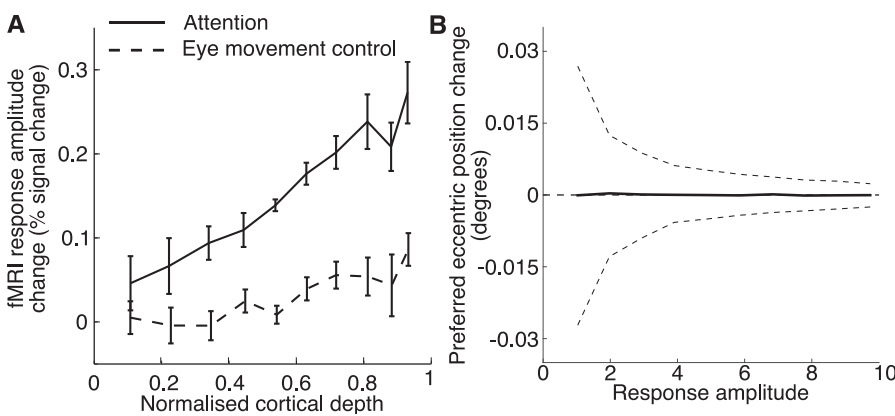 A
Attention
Eye movement control
fMRI response amplitude
change (% signal change)
0.3
0.2
0.1
0
0
0.2
0.4
0.6
0.8
1
Normalised cortical depth
B
Preferred eccentric position change
(degrees)
0.03
0.015
0
-0.015
-0.03
0
2
4
6
8
10
Response amplitude